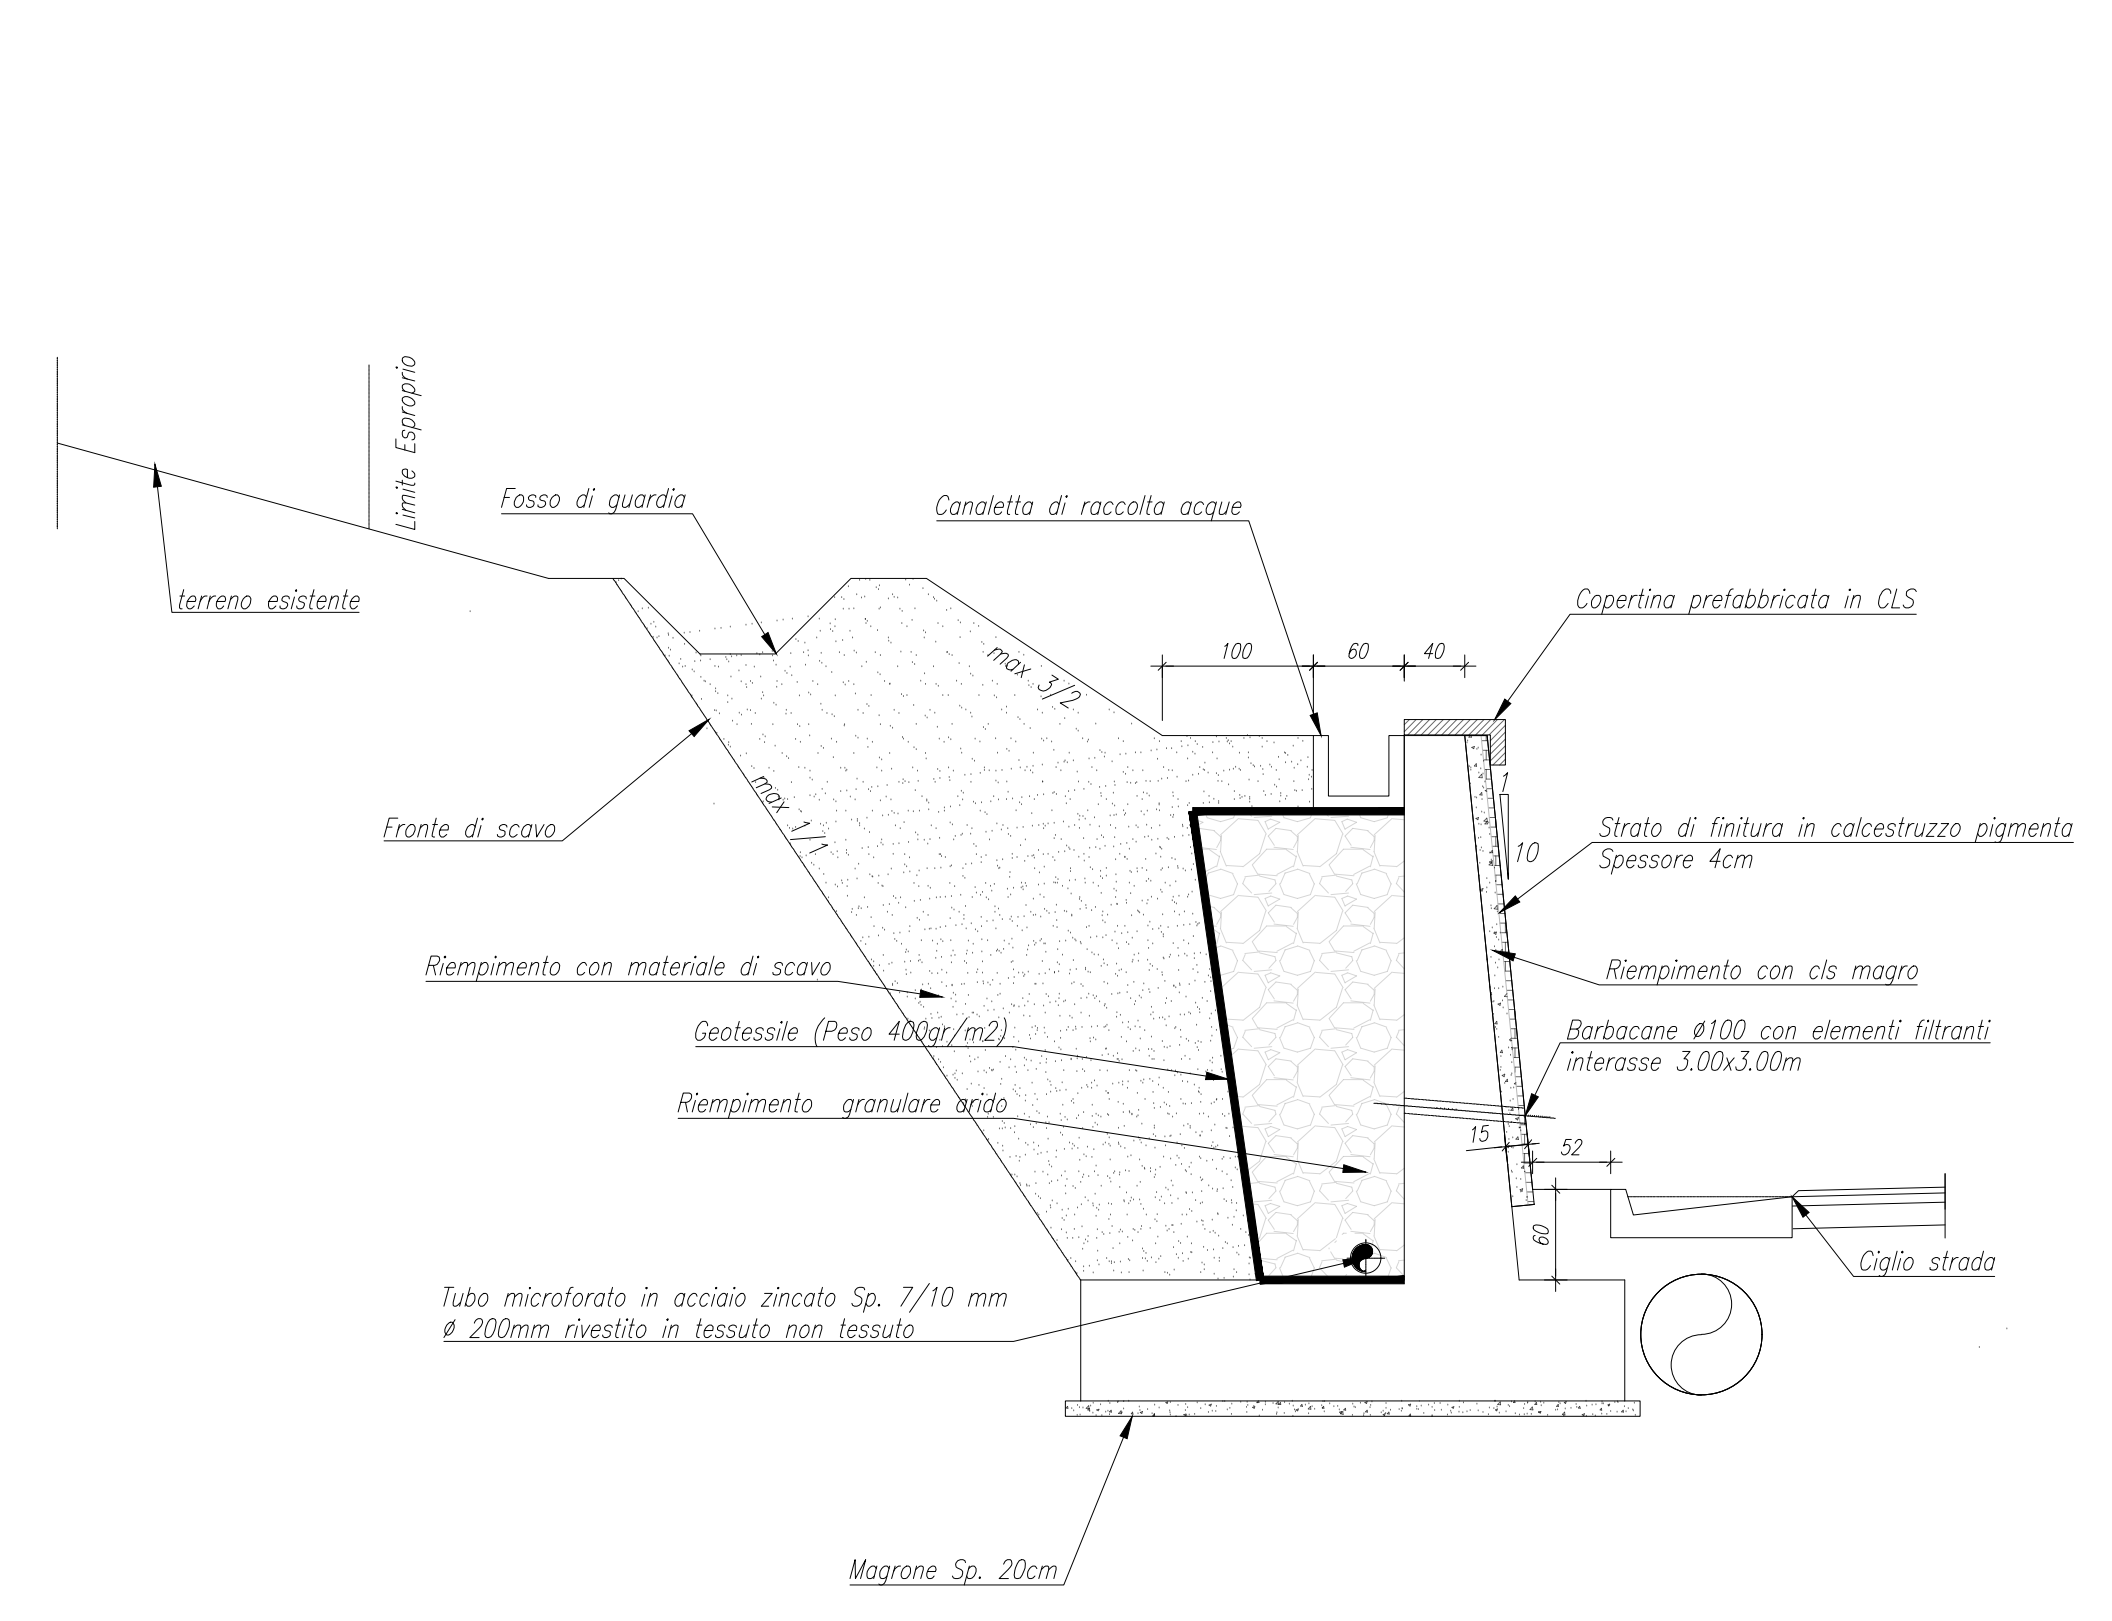 Limite Esproprio
Fosso di guardia
Canaletta di raccolta acque
terreno esistente
Copertina prefabbricata in CLS
100
60
40
max 3/2
max 1/1
Fronte di scavo
1
10
Strato di finitura in calcestruzzo pigmenta
Spessore 4cm
Riempimento con materiale di scavo
Riempimento con cls magro
Geotessile (Peso 400gr/m2)
Barbacane Ø100 con elementi filtranti
interasse 3.00x3.00m
Riempimento granulare arido
15
52
60
Ciglio strada
Tubo microforato in acciaio zincato Sp. 7/10 mm
Ø 200mm rivestito in tessuto non tessuto
Magrone Sp. 20cm